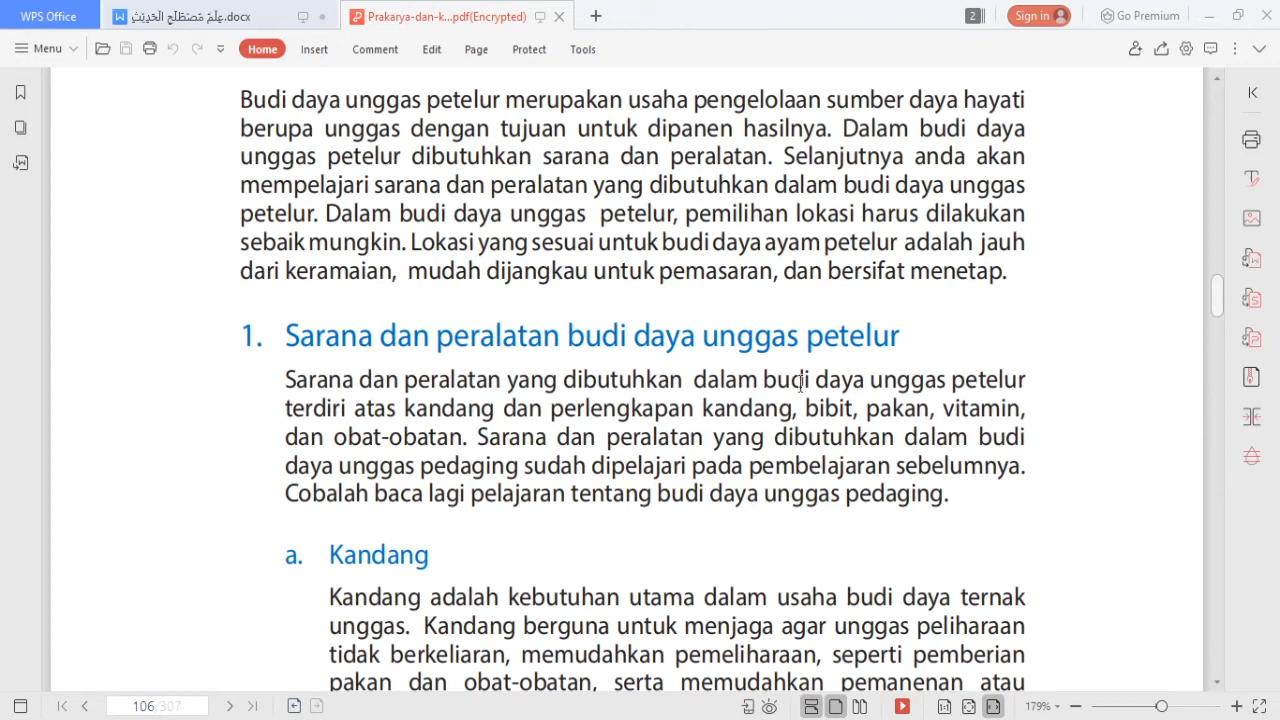 WPS Office
عِلْمُ مُصْطَلَحِ الْحَدِيْثِ.docx
Prakarya-dan-k...pdf(Encrypted)
2
Sign in
Go Premium
Menu
Home
Insert
Comment
Edit
Page
Protect
Tools
Budi daya unggas petelur merupakan usaha pengelolaan sumber daya hayati
berupa unggas dengan tujuan untuk dipanen hasilnya. Dalam budi daya
unggas petelur dibutuhkan sarana dan peralatan. Selanjutnya anda akan
mempelajari sarana dan peralatan yang dibutuhkan dalam budi daya unggas
petelur. Dalam budi daya unggas petelur, pemilihan lokasi harus dilakukan
sebaik mungkin. Lokasi yang sesuai untuk budi daya ayam petelur adalah jauh
dari keramaian, mudah dijangkau untuk pemasaran, dan bersifat menetap.
1. Sarana dan peralatan budi daya unggas petelur
Sarana dan peralatan yang dibutuhkan dalam budi daya unggas petelur
terdiri atas kandang dan perlengkapan kandang, bibit, pakan, vitamin,
dan obat-obatan. Sarana dan peralatan yang dibutuhkan dalam budi
daya unggas pedaging sudah dipelajari pada pembelajaran sebelumnya.
Cobalah baca lagi pelajaran tentang budi daya unggas pedaging.
a. Kandang
Kandang adalah kebutuhan utama dalam usaha budi daya ternak
unggas. Kandang berguna untuk menjaga agar unggas peliharaan
tidak berkeliaran, memudahkan pemeliharaan, seperti pemberian
pakan dan obat-obatan, serta memudahkan pemanenan atau
106/307
179%